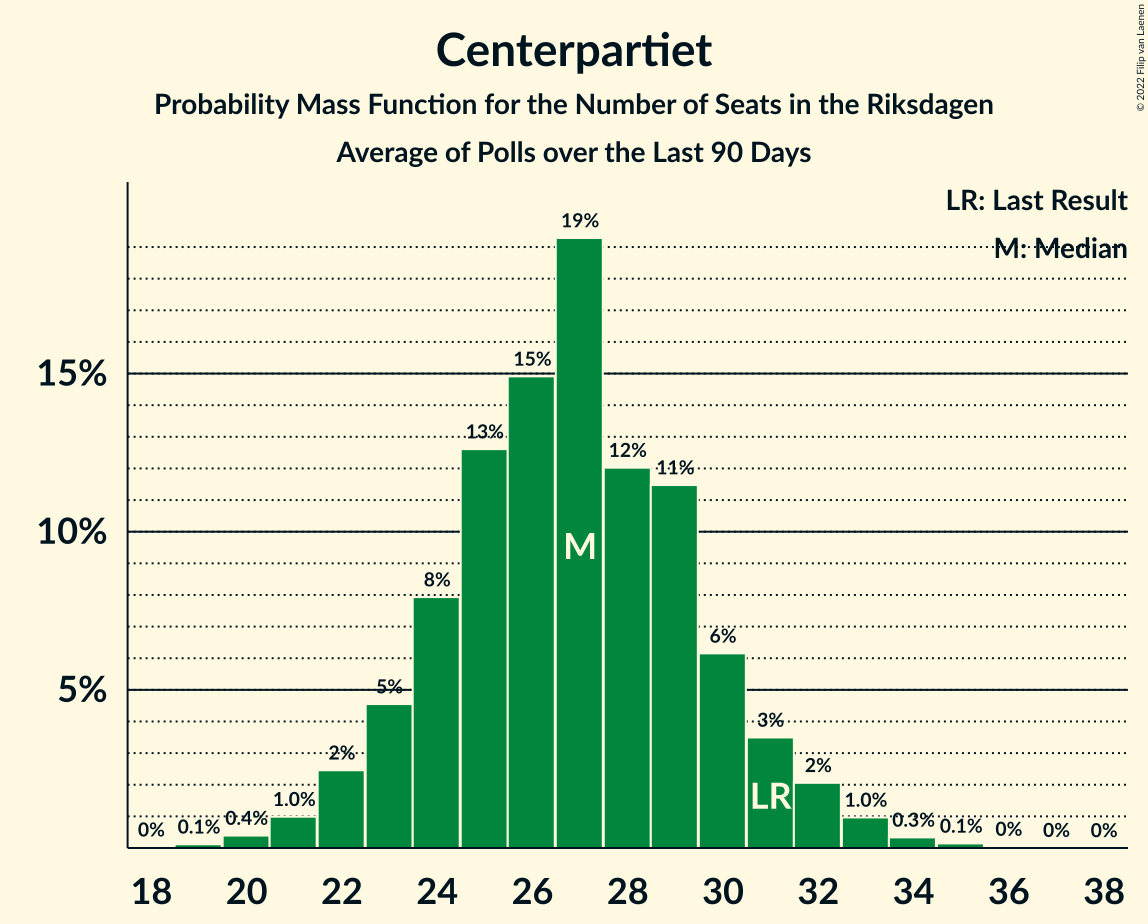 Centerpartiet
Probability Mass Function for the Number of Seats in the Riksdagen
Average of Polls over the Last 90 Days
© 2022 Filip van Laenen
LR: Last Result
M: Median
15%
10%
5%
0%
0.1%
0.4%
1.0%
2%
5%
8%
13%
15%
19%
12%
11%
6%
3%
2%
1.0%
0.3%
0.1%
0%
0%
0%
M
LR
18 20 22 24 26 28 30 32 34 36 38